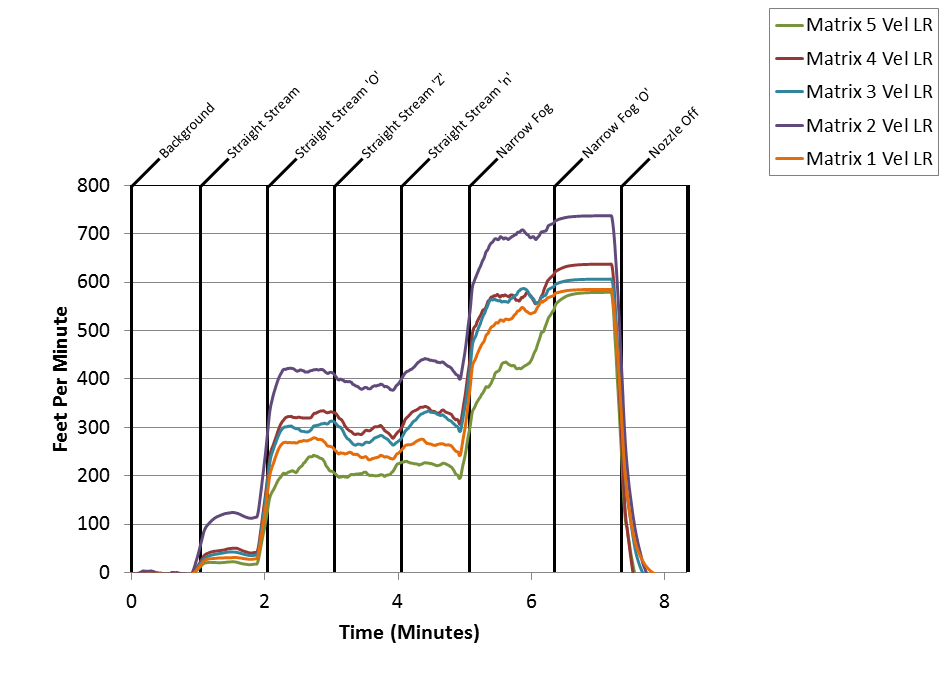 Matrix 5 Vel LR
Matrix 4 Vel LR
Matrix 3 Vel LR
Matrix 2 Vel LR
Matrix 1 Vel LR
Background
Straight Stream
Straight Stream 'O'
Straight Stream 'Z'
Straight Stream 'n'
Narrow Fog
Narrow Fog 'O'
Nozzle Off
Feet Per Minute
800
700
600
500
400
300
200
100
0
0 2 4 6 8
Time (Minutes)